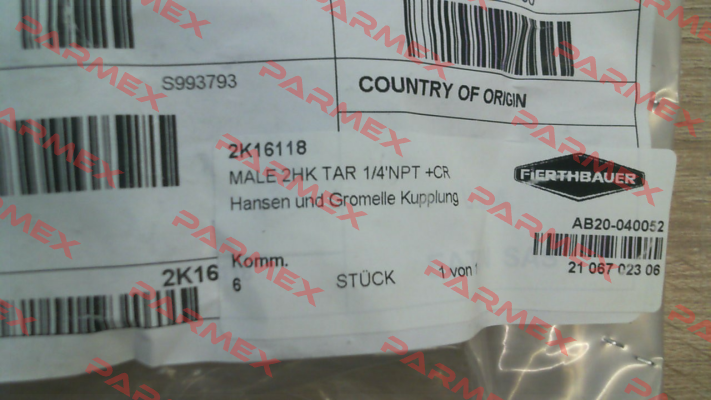 S993793
COUNTRY OF ORIGIN
2K16118
MALE 2HK TAR 1/4'NPT +CR
Hansen und Gromelle Kupplung
FiERTHBAUER
AB20-040052
Komm.
6 STÜCK 1 von
21 067 023 06
2K16
PARMEX